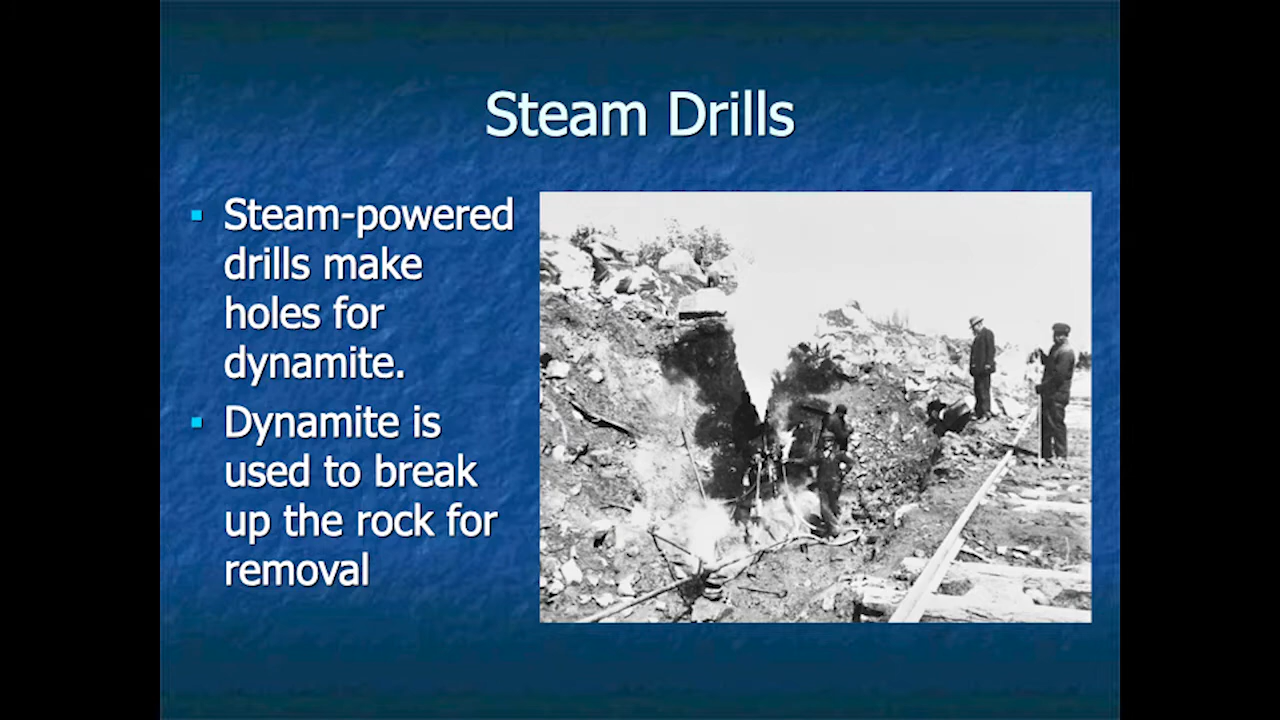 Steam Drills
Steam-powered
drills make
holes for
dynamite.
Dynamite is
used to break
up the rock for
removal